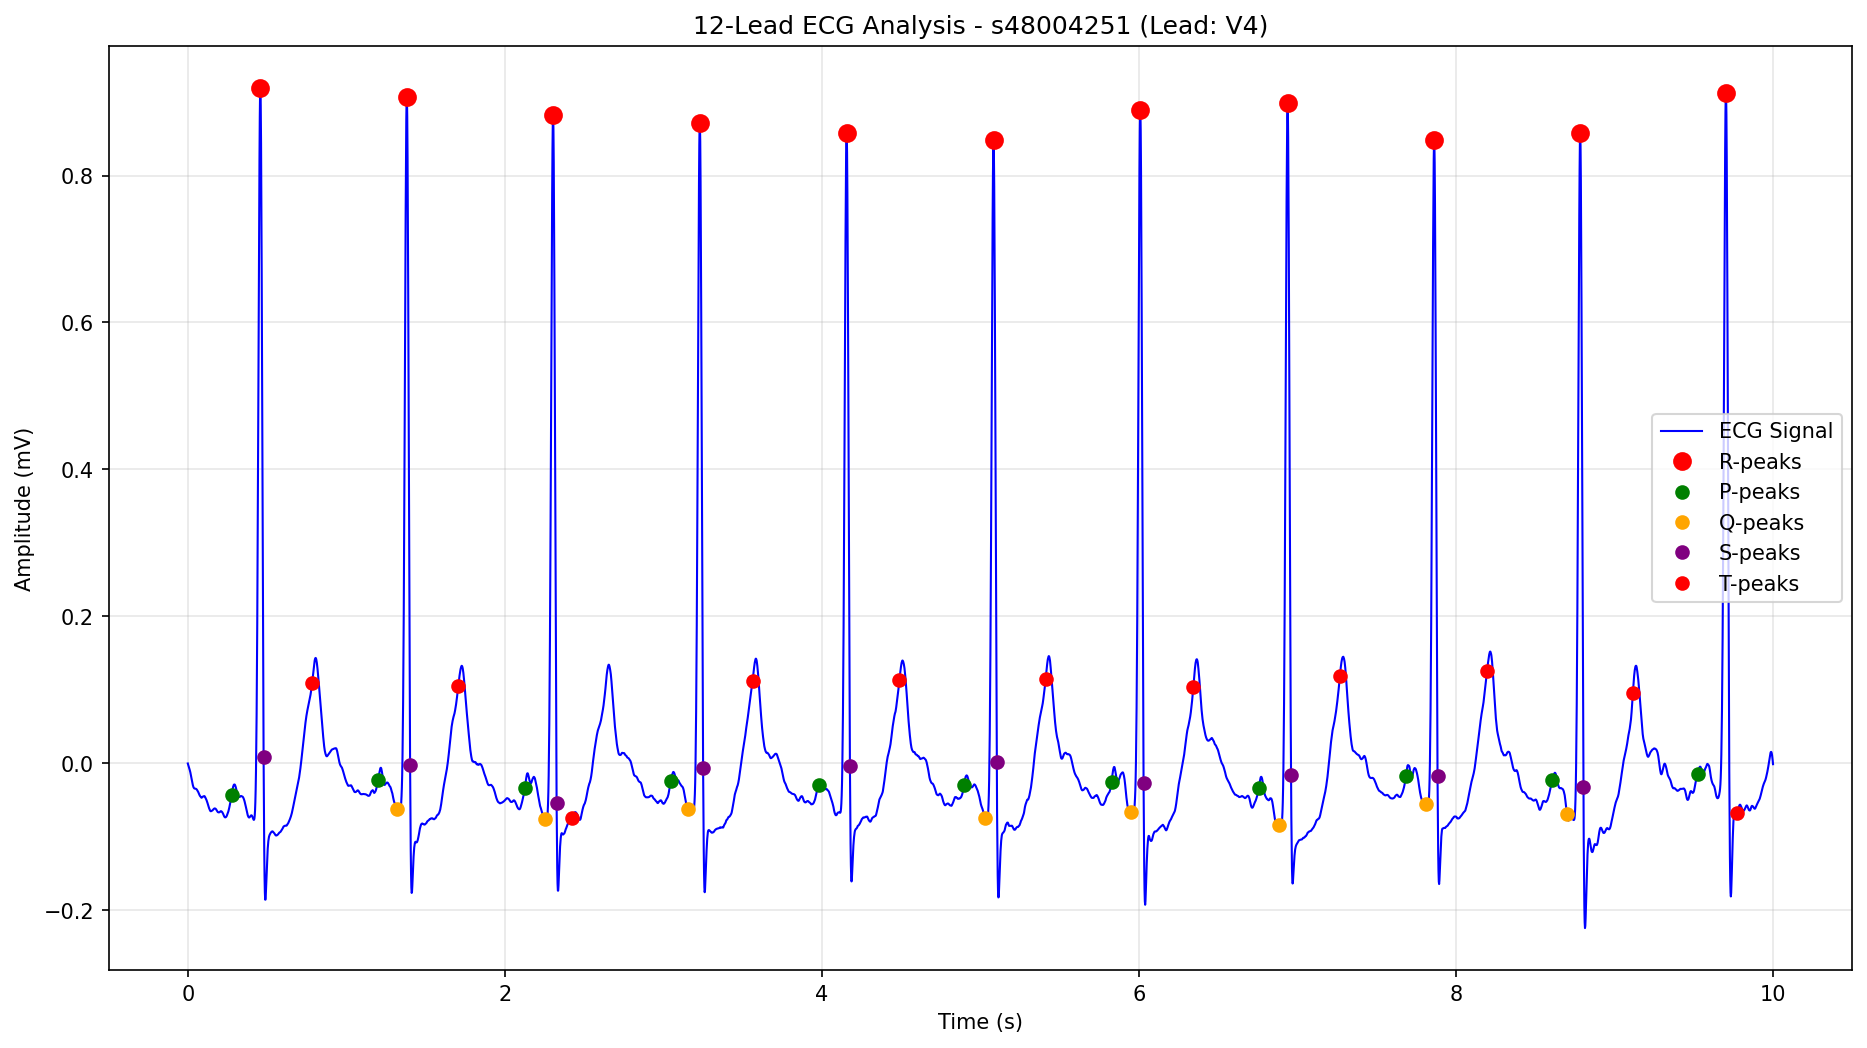 12-Lead ECG Analysis - s48004251 (Lead: V4)
Amplitude (mV)
0.8
0.6
0.4
0.2
0.0
−0.2
ECG Signal
R-peaks
P-peaks
Q-peaks
S-peaks
T-peaks
0 2 4 6 8 10
Time (s)